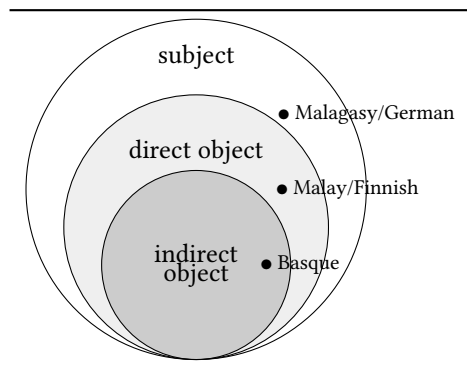 subject
Malagasy/German
direct object
Malay/Finnish
indirect
object
Basque